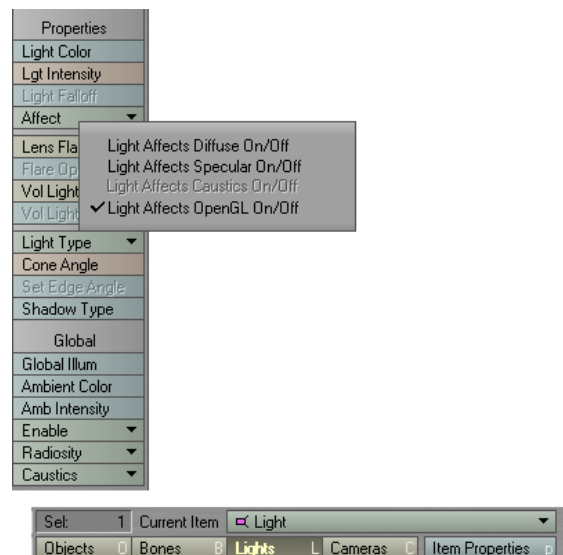 Properties
Light Color
Lgt Intensity
Light Falloff
Affect
Lens Fla
Flare Op
Vol Light
Vol Light
Light Affects Diffuse On/Off
Light Affects Specular On/Off
Light Affects Caustics On/Off
Light Affects OpenGL On/Off
Light Type
Cone Angle
Set Edge Angle
Shadow Type
Global
Global Illum
Ambient Color
Amb Intensity
Enable
Radiosity
Caustics
Sel: 1 Current Item Light
Objects O Bones B Lights L Cameras C Item Properties p